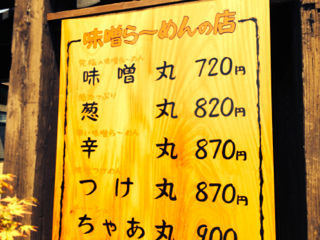 味噌ら〜めんの店
味噌丸 720円
葱丸 820円
辛丸 870円
つけ丸 870円
ちゃあ丸 900